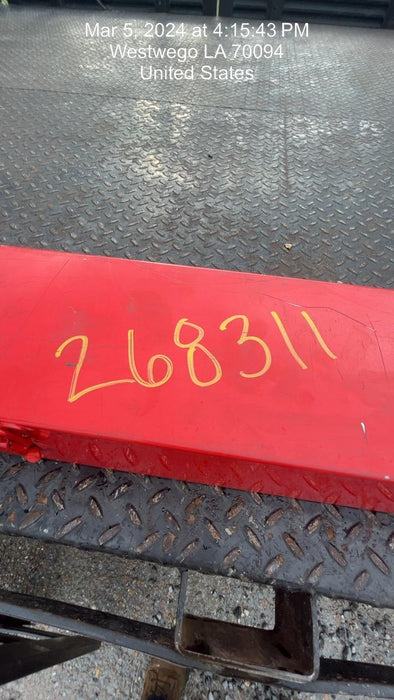 Mar 5, 2024 at 4:15:43 PM
Westwego LA 70094
United States
268311